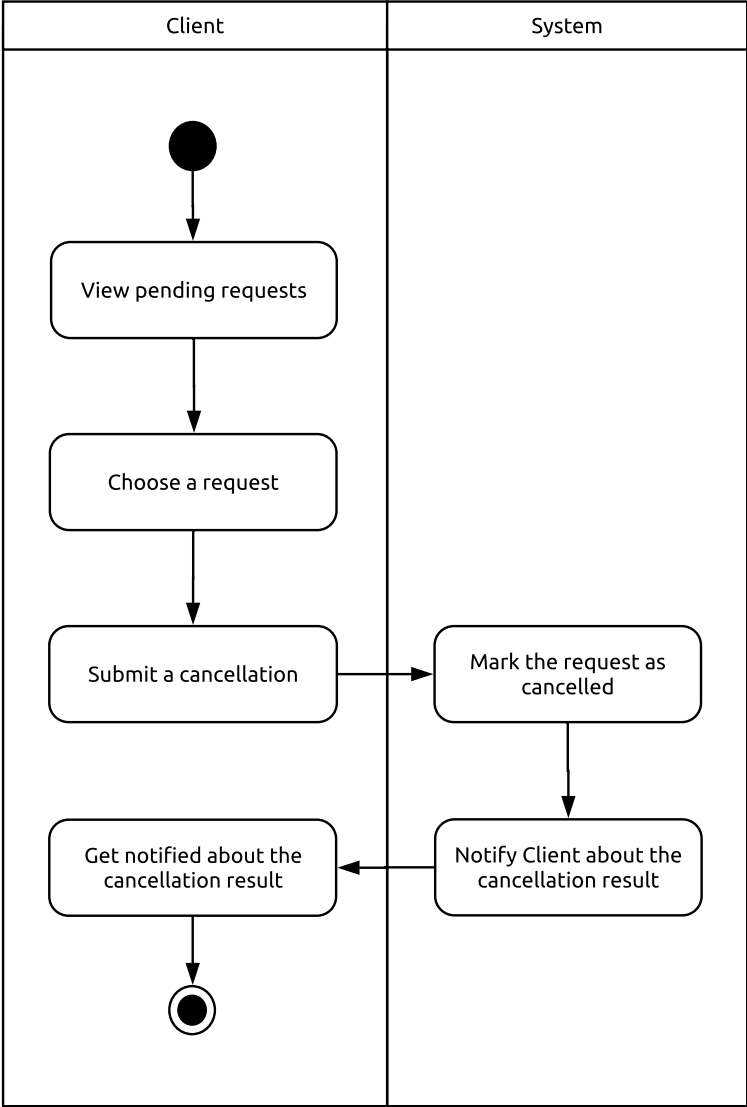 Client
System
View pending requests
Choose a request
Submit a cancellation
Mark the request as
cancelled
Get notified about the
cancellation result
Notify Client about the
cancellation result